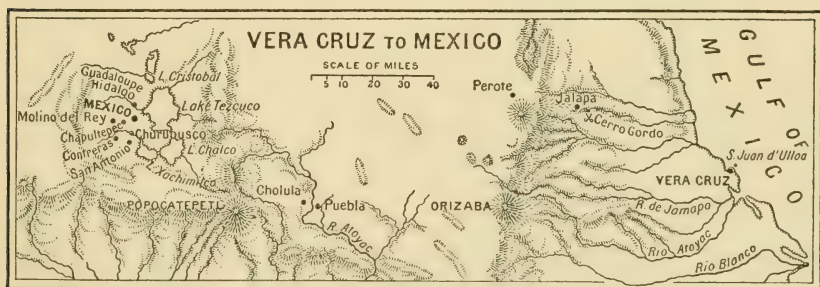 VERA CRUZ TO MEXICO
SCALE OF MILES
5 10 20 30 40
GULF OF
MEXICO
Guadaloupe
Hidalgo
L. Cristobal
MEXICO
Lake Tezcuco
Molino del Rey
Chapultepec
Churubusco
Contreras
San Antonio
L. Chalco
L. Xochimilco
POPOCATEPETL
Cholula
Puebla
R. Atoyac
Perote
Jalapa
Cerro Gordo
S. Juan d'Ulloa
VERA CRUZ
ORIZABA
R. de Jamapa
Rio Atoyac
Rio Blanco